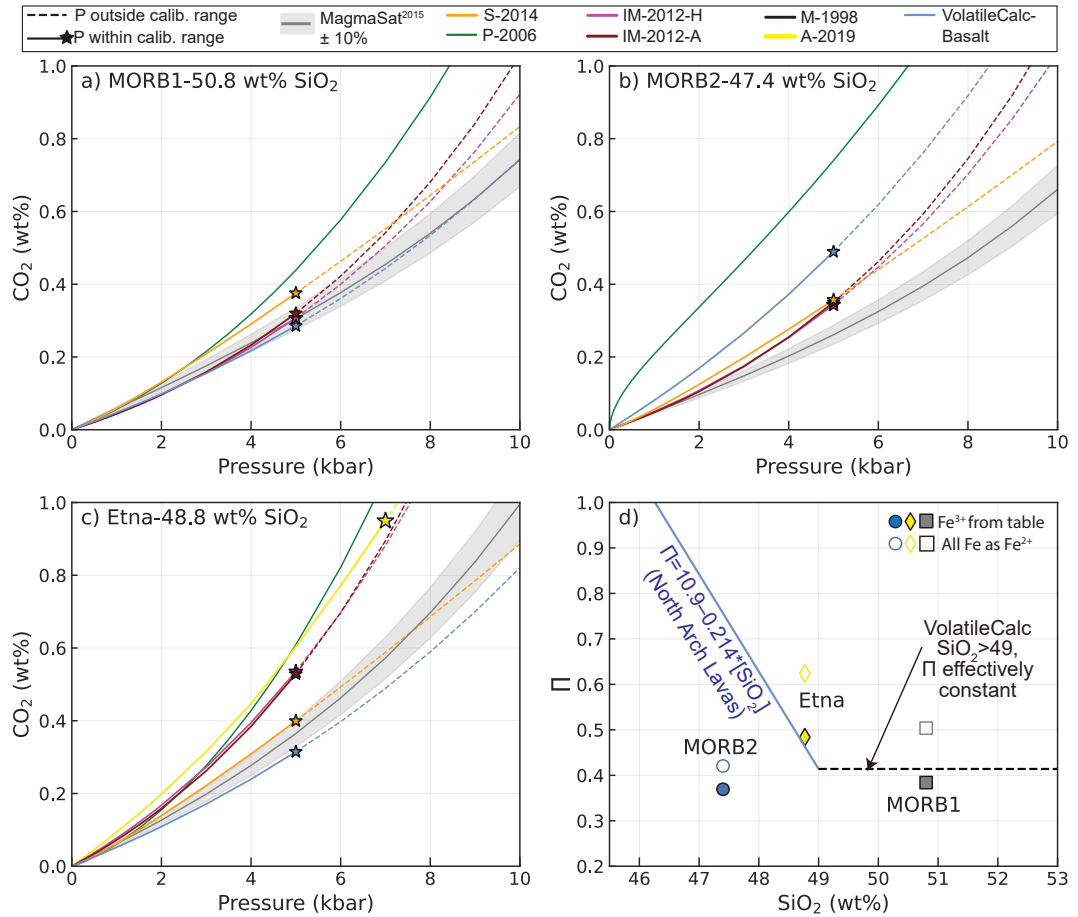 P outside calib. range
P within calib. range
MagmaSat2015
± 10%
S-2014
P-2006
IM-2012-H
IM-2012-A
M-1998
A-2019
VolatileCalc-
Basalt
a) MORB1-50.8 wt% SiO2
1.0
0.8
0.6
0.4
0.2
0.0
CO2 (wt%)
0
2
4
6
8
10
Pressure (kbar)
b) MORB2-47.4 wt% SiO2
1.0
0.8
0.6
0.4
0.2
0.0
CO2 (wt%)
0
2
4
6
8
10
Pressure (kbar)
c) Etna-48.8 wt% SiO2
1.0
0.8
0.6
0.4
0.2
0.0
CO2 (wt%)
0
2
4
6
8
10
Pressure (kbar)
d)
1
0.9
0.8
0.7
0.6
0.5
0.4
0.3
0.2
Π
Fe3+ from table
All Fe as Fe2+
Π=10.9–0.214*[SiO2]
(North Arch Lavas)
VolatileCalc
SiO2>49,
Π effectively
constant
Etna
MORB2
MORB1
46
47
48
49
50
51
52
53
SiO2 (wt%)